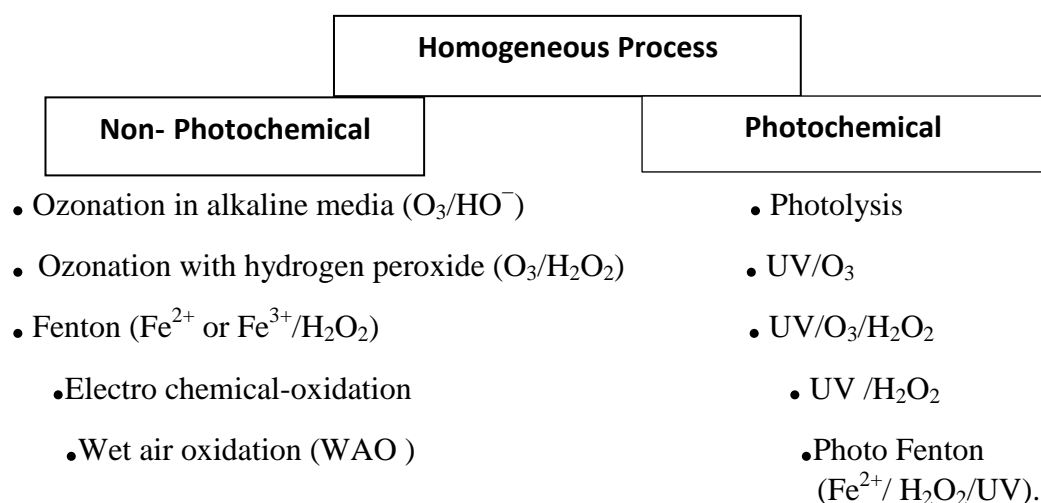 Homogeneous Process
Non- Photochemical
Photochemical
• Ozonation in alkaline media (O₃/HO⁻)
• Ozonation with hydrogen peroxide (O₃/H₂O₂)
• Fenton (Fe²⁺ or Fe³⁺/H₂O₂)
•Electro chemical-oxidation
•Wet air oxidation (WAO )
• Photolysis
• UV/O₃
• UV/O₃/H₂O₂
• UV /H₂O₂
•Photo Fenton
(Fe²⁺/ H₂O₂/UV).